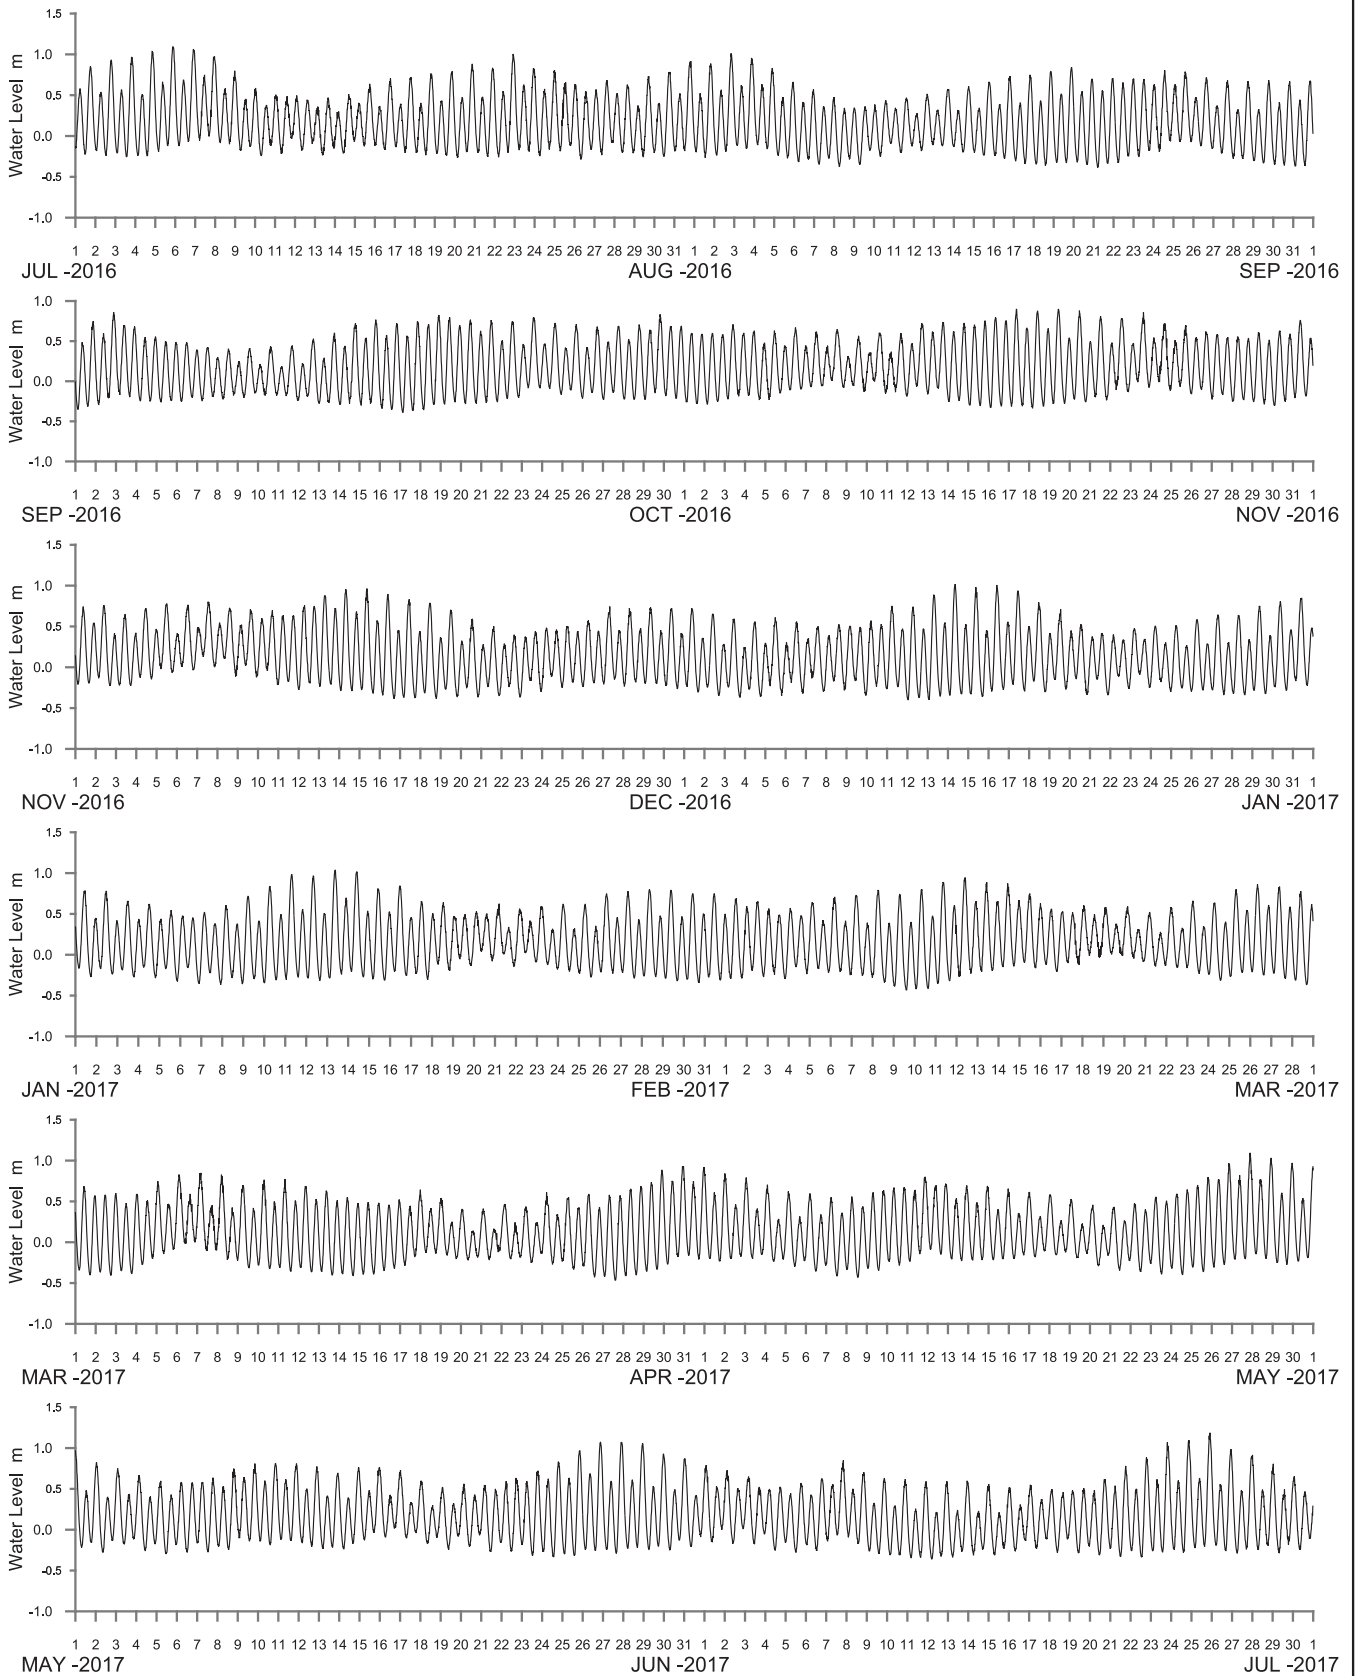 Water Level m
1.5
1.0
0.5
0.0
-0.5
-1.0
1 2 3 4 5 6 7 8 9 10 11 12 13 14 15 16 17 18 19 20 21 22 23 24 25 26 27 28 29 30 31 1 2 3 4 5 6 7 8 9 10 11 12 13 14 15 16 17 18 19 20 21 22 23 24 25 26 27 28 29 30 31 1
JUL -2016 AUG -2016 SEP -2016
Water Level m
1.0
0.5
0.0
-0.5
-1.0
1 2 3 4 5 6 7 8 9 10 11 12 13 14 15 16 17 18 19 20 21 22 23 24 25 26 27 28 29 30 1 2 3 4 5 6 7 8 9 10 11 12 13 14 15 16 17 18 19 20 21 22 23 24 25 26 27 28 29 30 31 1
SEP -2016 OCT -2016 NOV -2016
Water Level m
1.5
1.0
0.5
0.0
-0.5
-1.0
1 2 3 4 5 6 7 8 9 10 11 12 13 14 15 16 17 18 19 20 21 22 23 24 25 26 27 28 29 30 1 2 3 4 5 6 7 8 9 10 11 12 13 14 15 16 17 18 19 20 21 22 23 24 25 26 27 28 29 30 31 1
NOV -2016 DEC -2016 JAN -2017
Water Level m
1.5
1.0
0.5
0.0
-0.5
-1.0
1 2 3 4 5 6 7 8 9 10 11 12 13 14 15 16 17 18 19 20 21 22 23 24 25 26 27 28 29 30 31 1 2 3 4 5 6 7 8 9 10 11 12 13 14 15 16 17 18 19 20 21 22 23 24 25 26 27 28 1
JAN -2017 FEB -2017 MAR -2017
Water Level m
1.5
1.0
0.5
0.0
-0.5
-1.0
1 2 3 4 5 6 7 8 9 10 11 12 13 14 15 16 17 18 19 20 21 22 23 24 25 26 27 28 29 30 31 1 2 3 4 5 6 7 8 9 10 11 12 13 14 15 16 17 18 19 20 21 22 23 24 25 26 27 28 29 30 1
MAR -2017 APR -2017 MAY -2017
Water Level m
1.5
1.0
0.5
0.0
-0.5
-1.0
1 2 3 4 5 6 7 8 9 10 11 12 13 14 15 16 17 18 19 20 21 22 23 24 25 26 27 28 29 30 31 1 2 3 4 5 6 7 8 9 10 11 12 13 14 15 16 17 18 19 20 21 22 23 24 25 26 27 28 29 30 1
MAY -2017 JUN -2017 JUL -2017